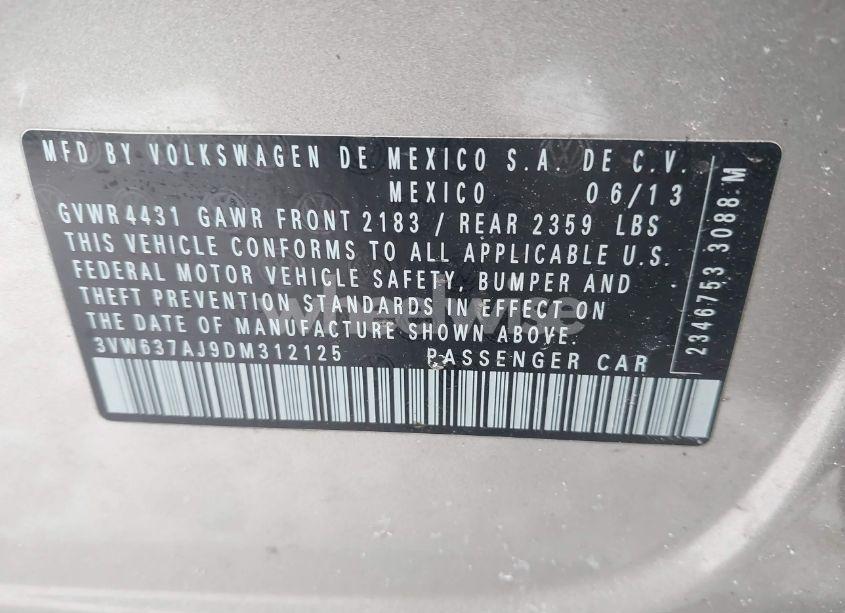 MFD BY VOLKSWAGEN DE MEXICO S.A. DE C.V.
MEXICO 06/13
GVWR 4431 GAWR FRONT 2183 / REAR 2359 LBS
THIS VEHICLE CONFORMS TO ALL APPLICABLE U.S.
FEDERAL MOTOR VEHICLE SAFETY, BUMPER AND
THEFT PREVENTION STANDARDS IN EFFECT ON
THE DATE OF MANUFACTURE SHOWN ABOVE.
3VW637AJ9DM312125 PASSENGER CAR
2346753 3088 M
wheelwise